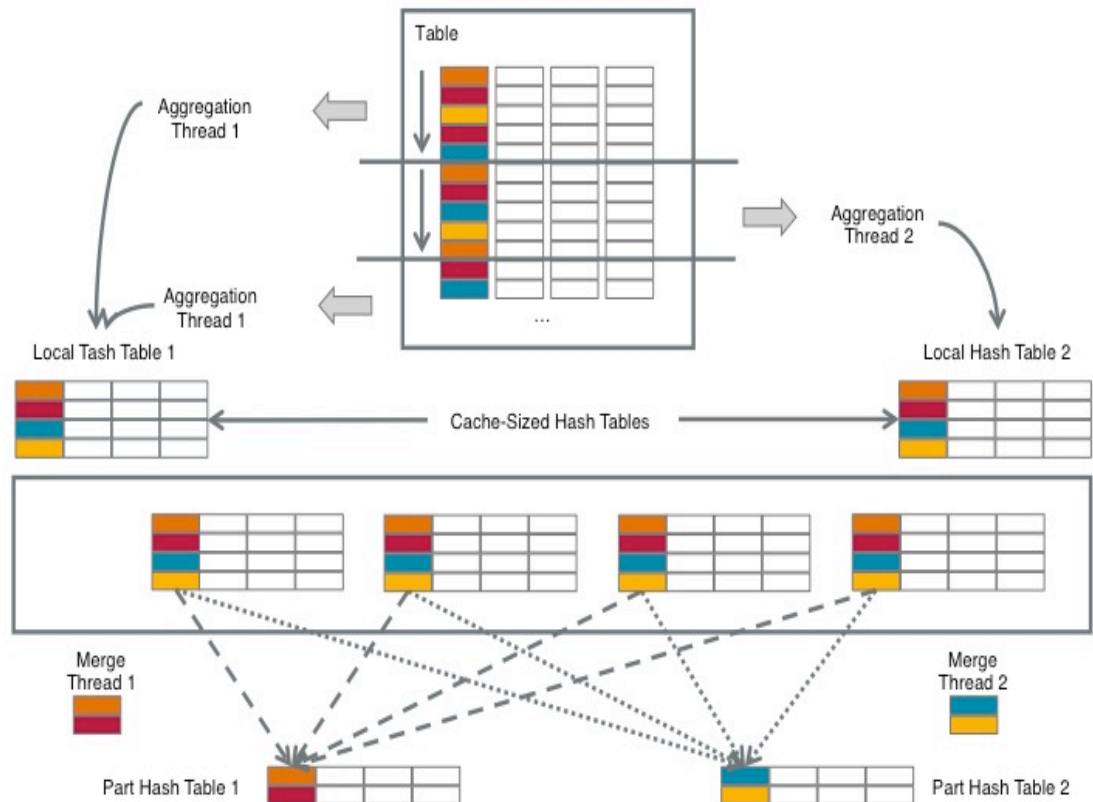 Table
Aggregation
Thread 1
Aggregation
Thread 2
Aggregation
Thread 1
...
Local Tash Table 1
Local Hash Table 2
Cache-Sized Hash Tables
Merge
Thread 1
Merge
Thread 2
Part Hash Table 1
Part Hash Table 2